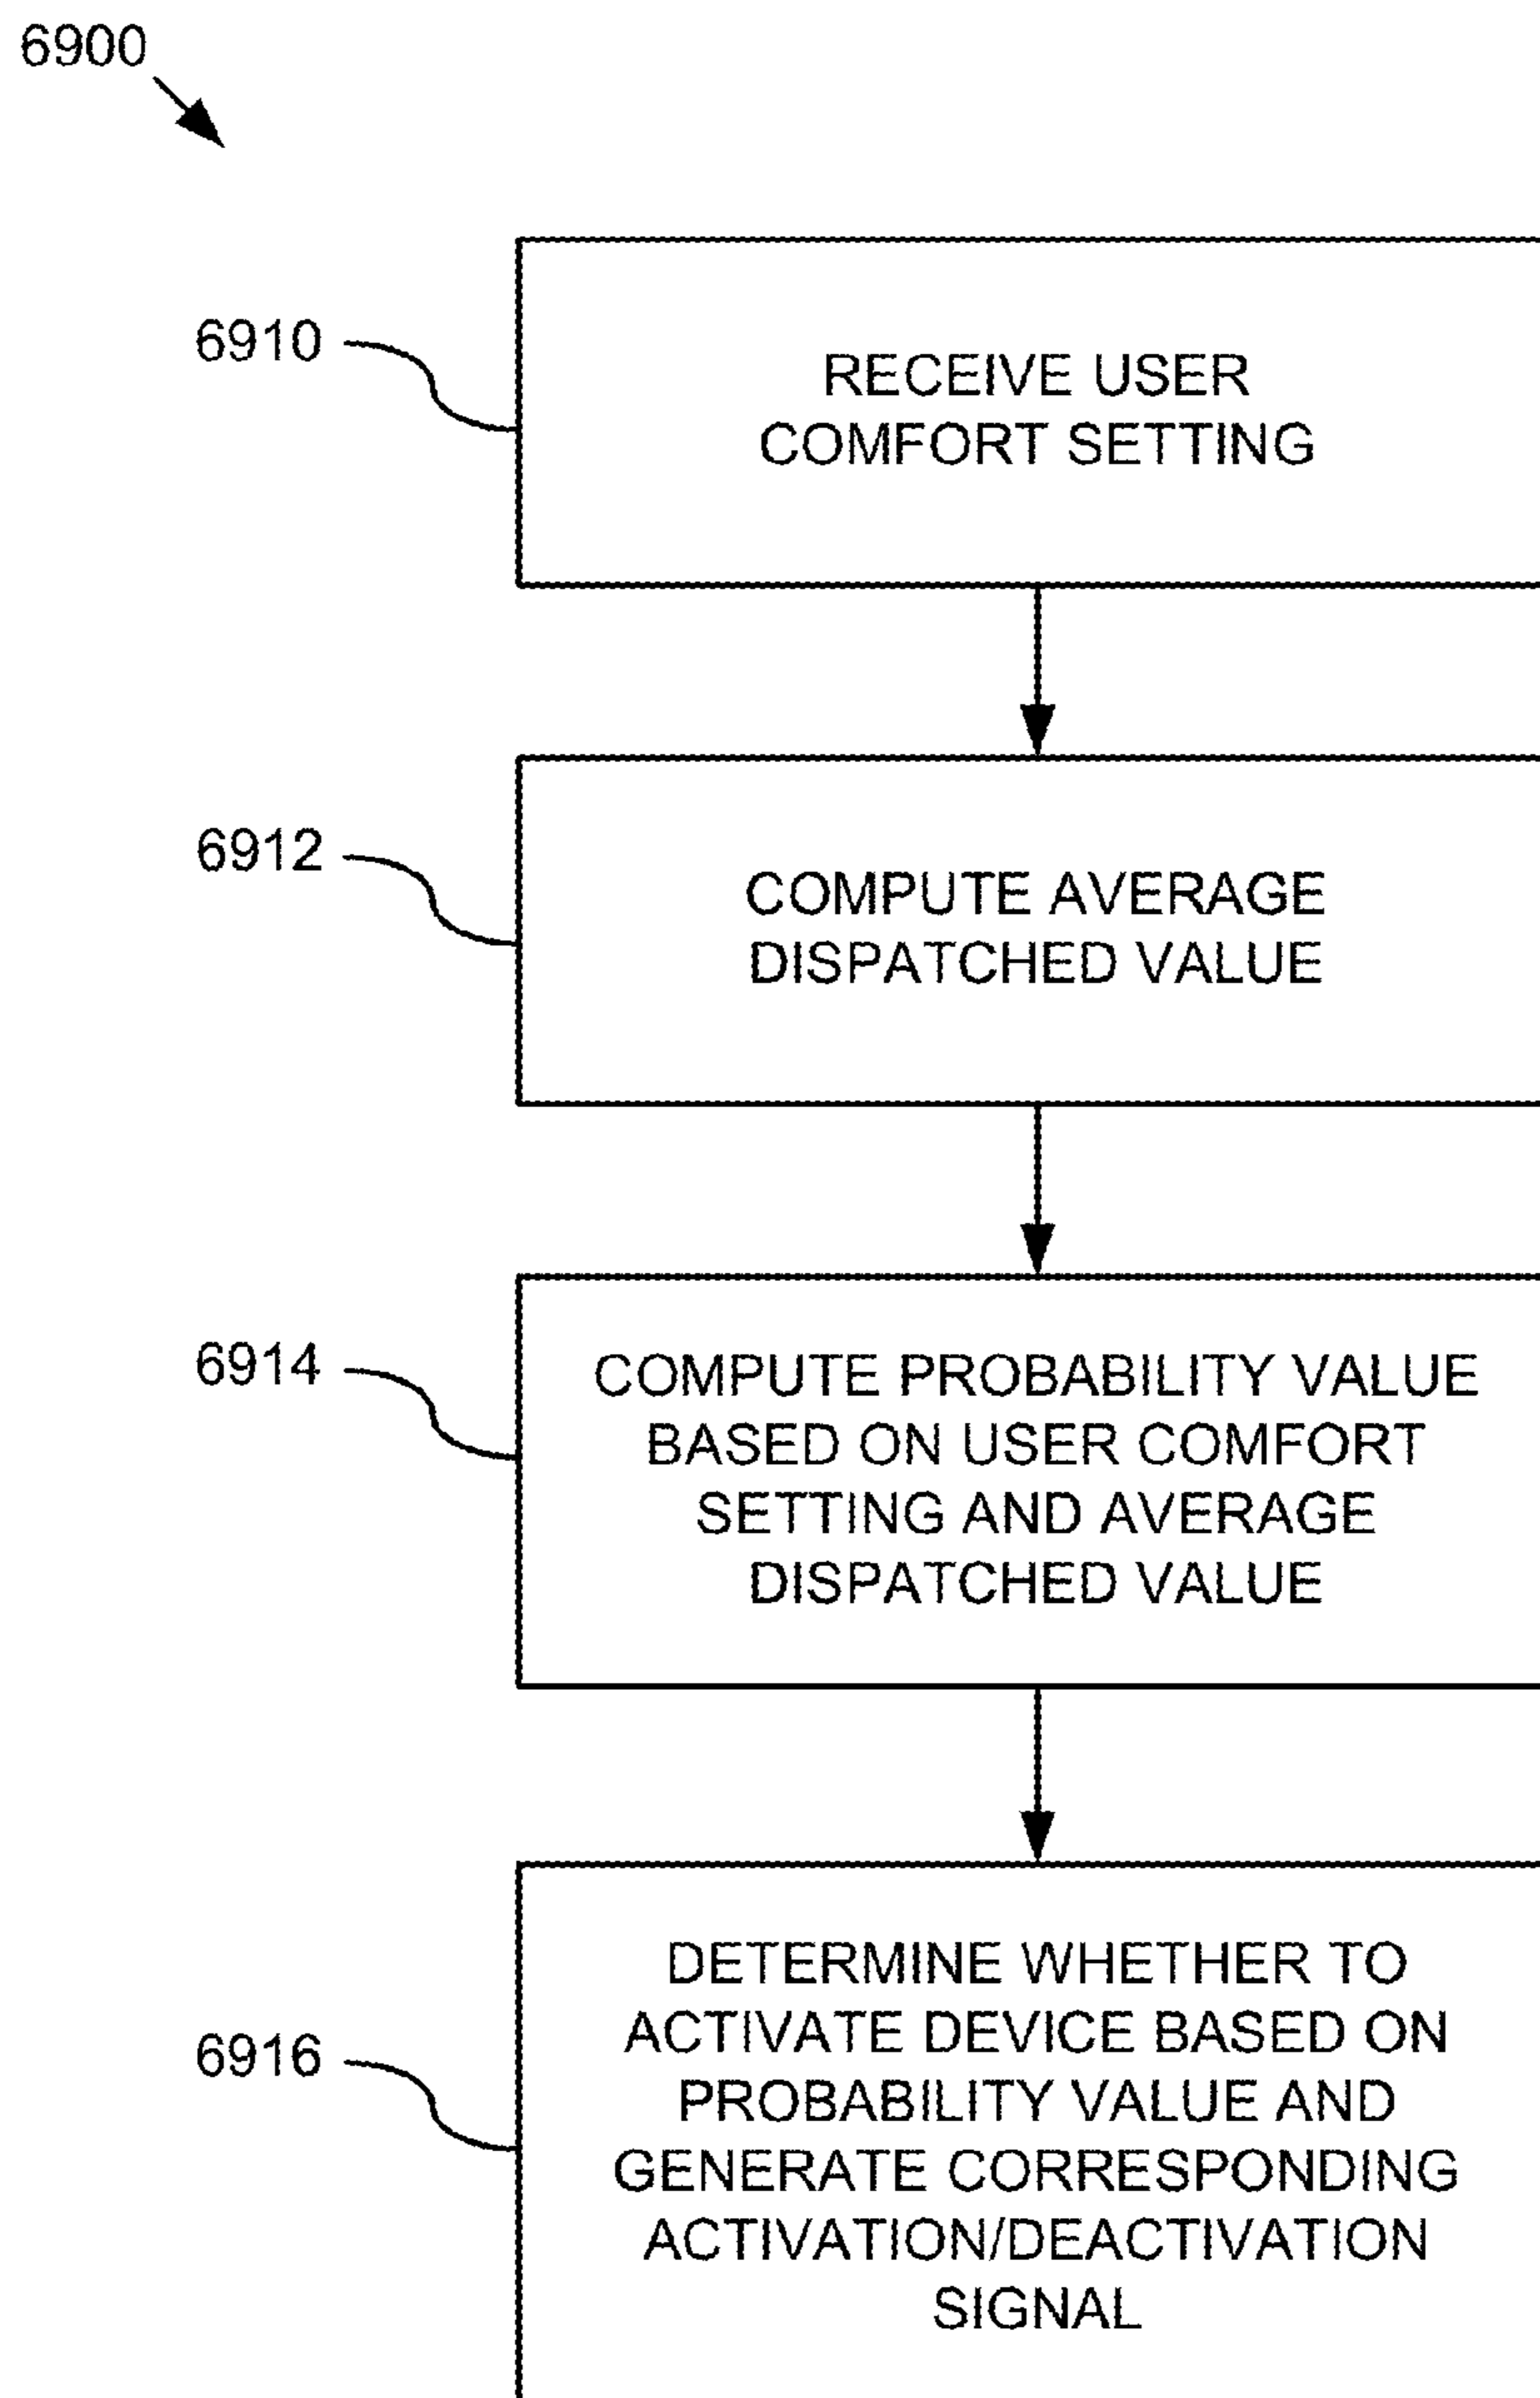 6900
6910
RECEIVE USER
COMFORT SETTING
6912
COMPUTE AVERAGE
DISPATCHED VALUE
6914
COMPUTE PROBABILITY VALUE
BASED ON USER COMFORT
SETTING AND AVERAGE
DISPATCHED VALUE
6916
DETERMINE WHETHER TO
ACTIVATE DEVICE BASED ON
PROBABILITY VALUE AND
GENERATE CORRESPONDING
ACTIVATION/DEACTIVATION
SIGNAL